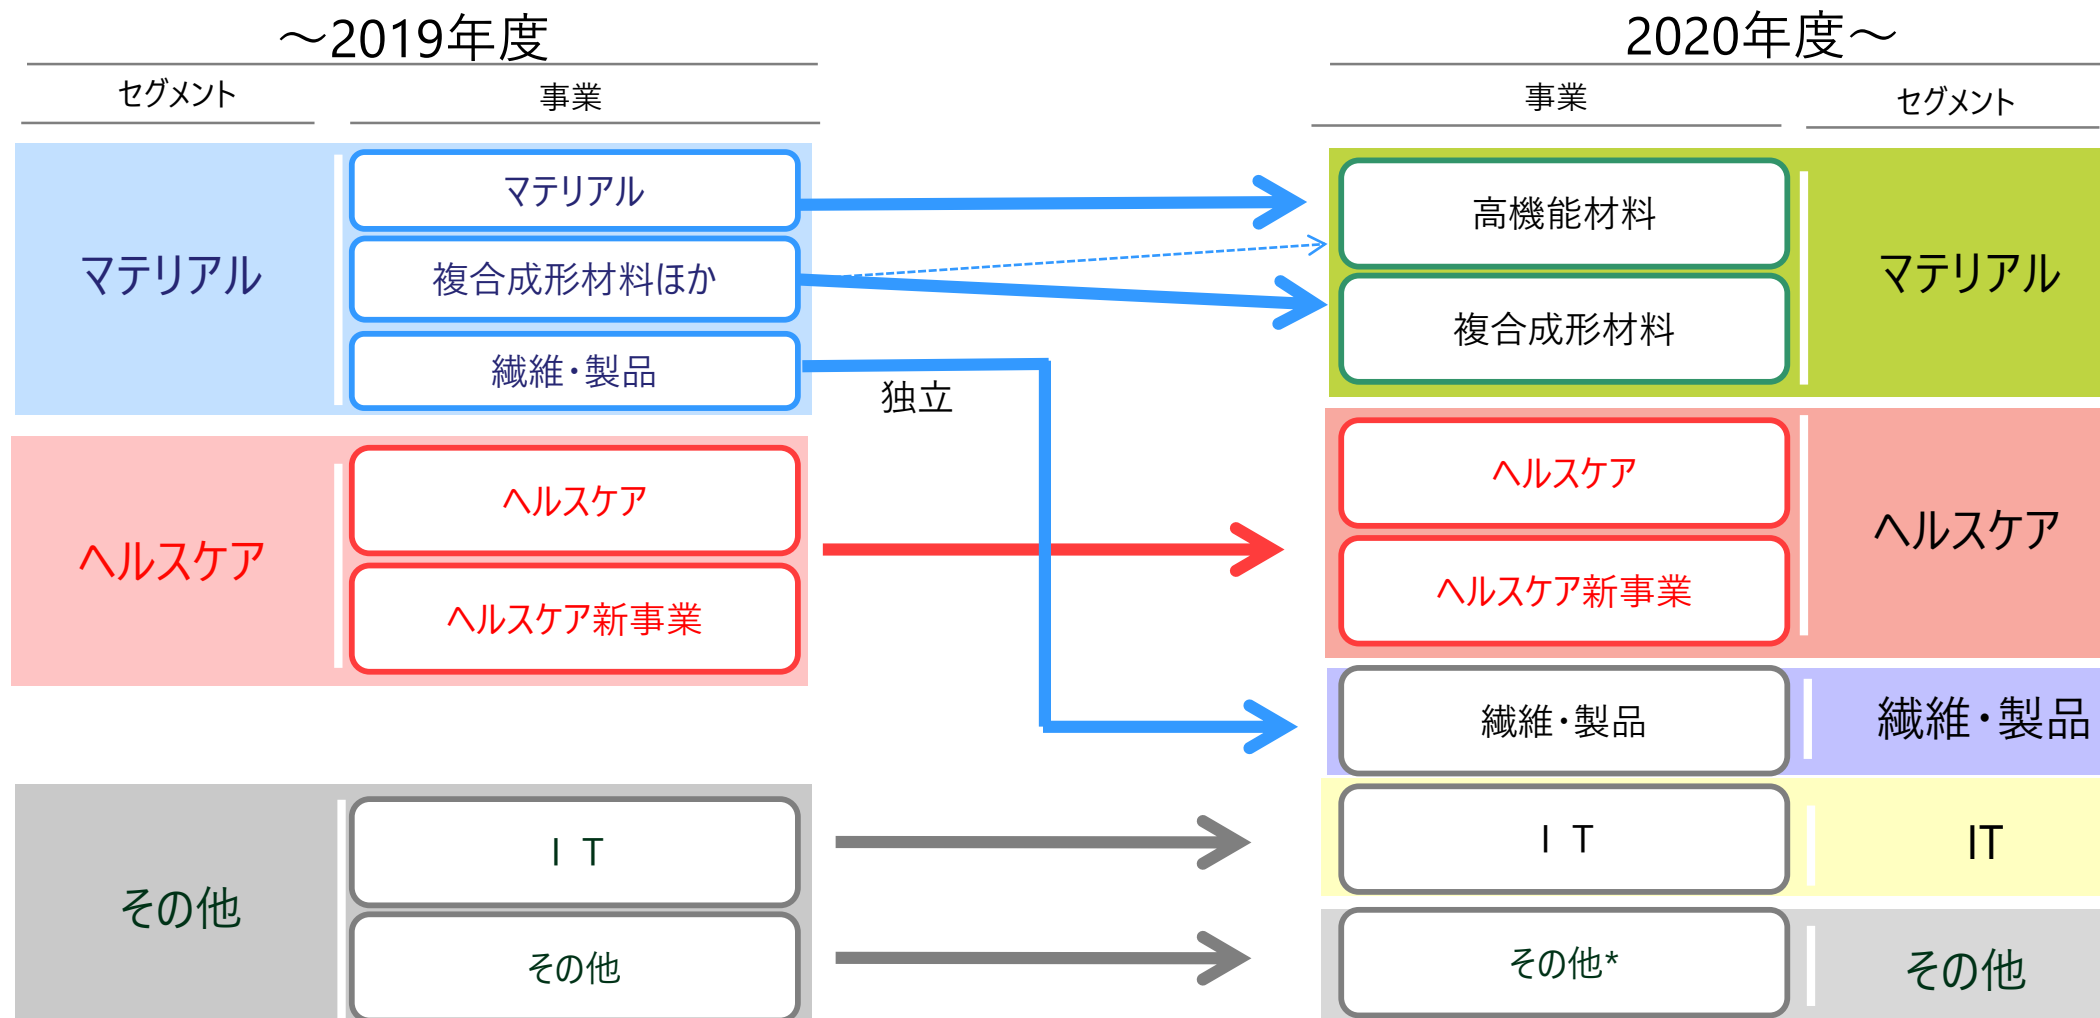 ～2019年度
セグメント
事業
マテリアル
マテリアル
複合成形材料ほか
繊維・製品
ヘルスケア
ヘルスケア
ヘルスケア新事業
その他
ＩＴ
その他
独立
2020年度～
事業
セグメント
高機能材料
複合成形材料
マテリアル
ヘルスケア
ヘルスケア新事業
ヘルスケア
繊維・製品
繊維・製品
ＩＴ
IT
その他*
その他